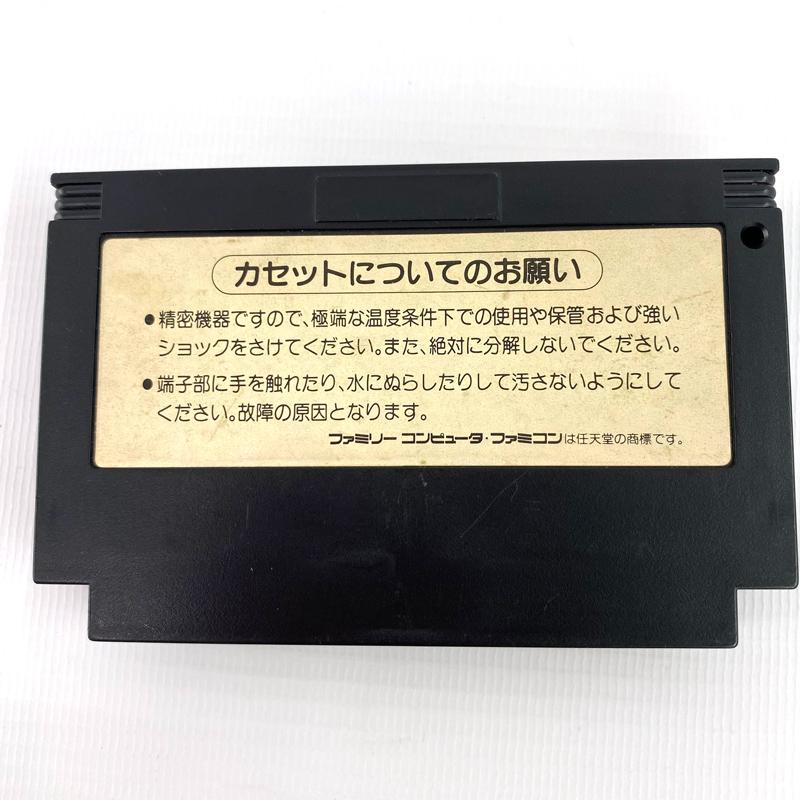 カセットについてのお願い
●精密機器ですので、極端な温度条件下での使用や保管および強い
ショックをさけてください。また、絶対に分解しないでください。
●端子部に手を触れたり、水にぬらしたりして汚さないようにして
ください。故障の原因となります。
ファミリー コンピュータ・ファミコンは任天堂の商標です。